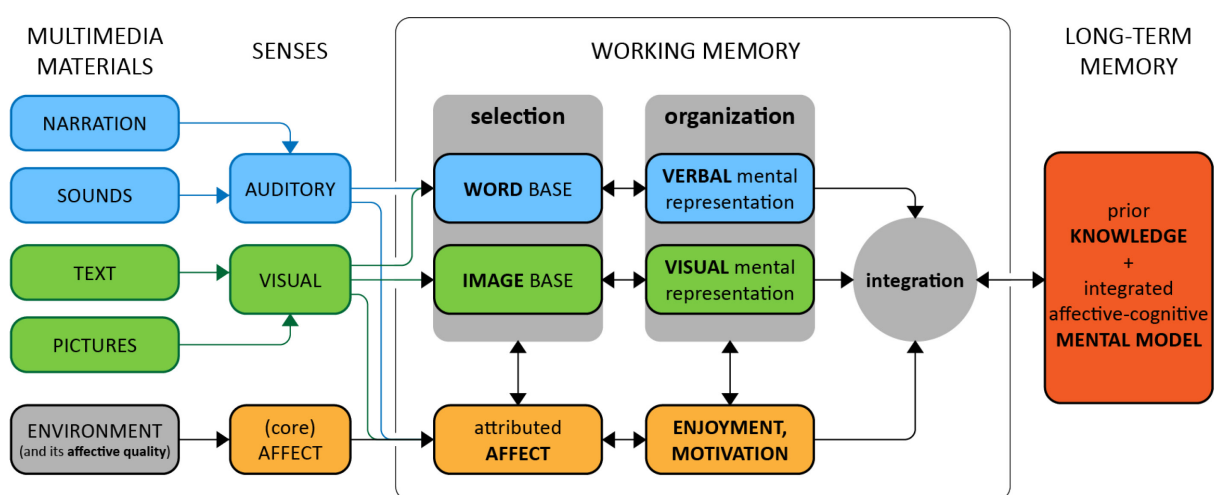 MULTIMEDIA
MATERIALS
SENSES
WORKING MEMORY
LONG-TERM
MEMORY
NARRATION
SOUNDS
TEXT
PICTURES
ENVIRONMENT
(and its affective quality)
AUDITORY
VISUAL
(core)
AFFECT
selection
WORD BASE
IMAGE BASE
attributed
AFFECT
organization
VERBAL mental
representation
VISUAL mental
representation
ENJOYMENT,
MOTIVATION
integration
prior
KNOWLEDGE
+
integrated
affective-cognitive
MENTAL MODEL